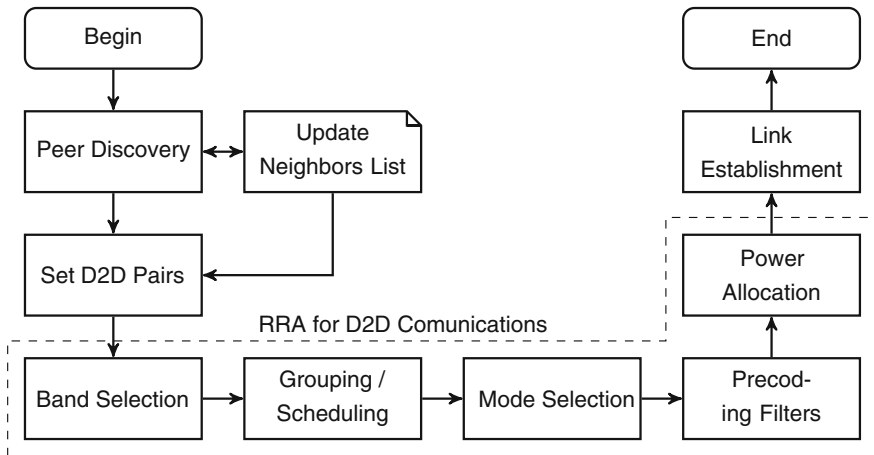 Begin
Peer Discovery
Update
Neighbors List
Set D2D Pairs
RRA for D2D Comunications
Band Selection
Grouping /
Scheduling
Mode Selection
Precod-
ing Filters
Power
Allocation
Link
Establishment
End